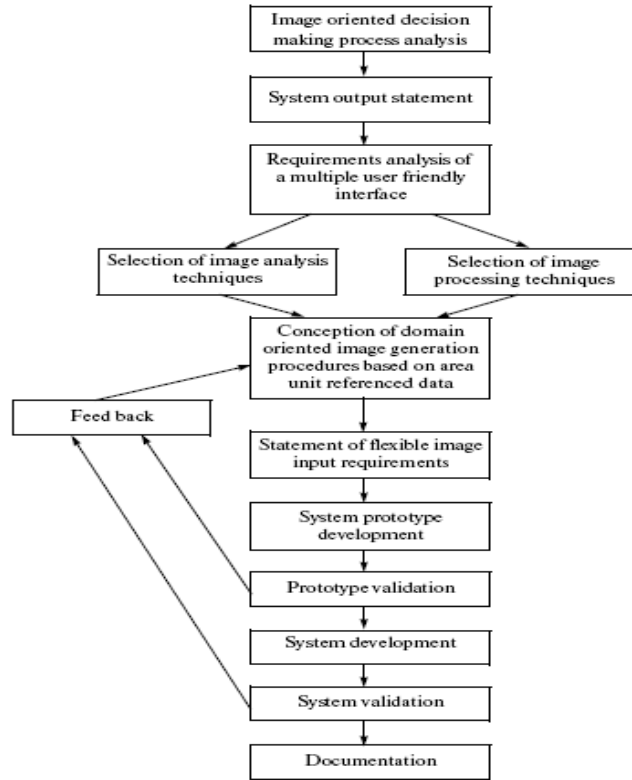 Image oriented decision
making process analysis
System output statement
Requirements analysis of
a multiple user friendly
interface
Selection of image analysis
techniques
Selection of image
processing techniques
Conception of domain
oriented image generation
procedures based on area
unit referenced data
Feed back
Statement of flexible image
input requirements
System prototype
development
Prototype validation
System development
System validation
Documentation